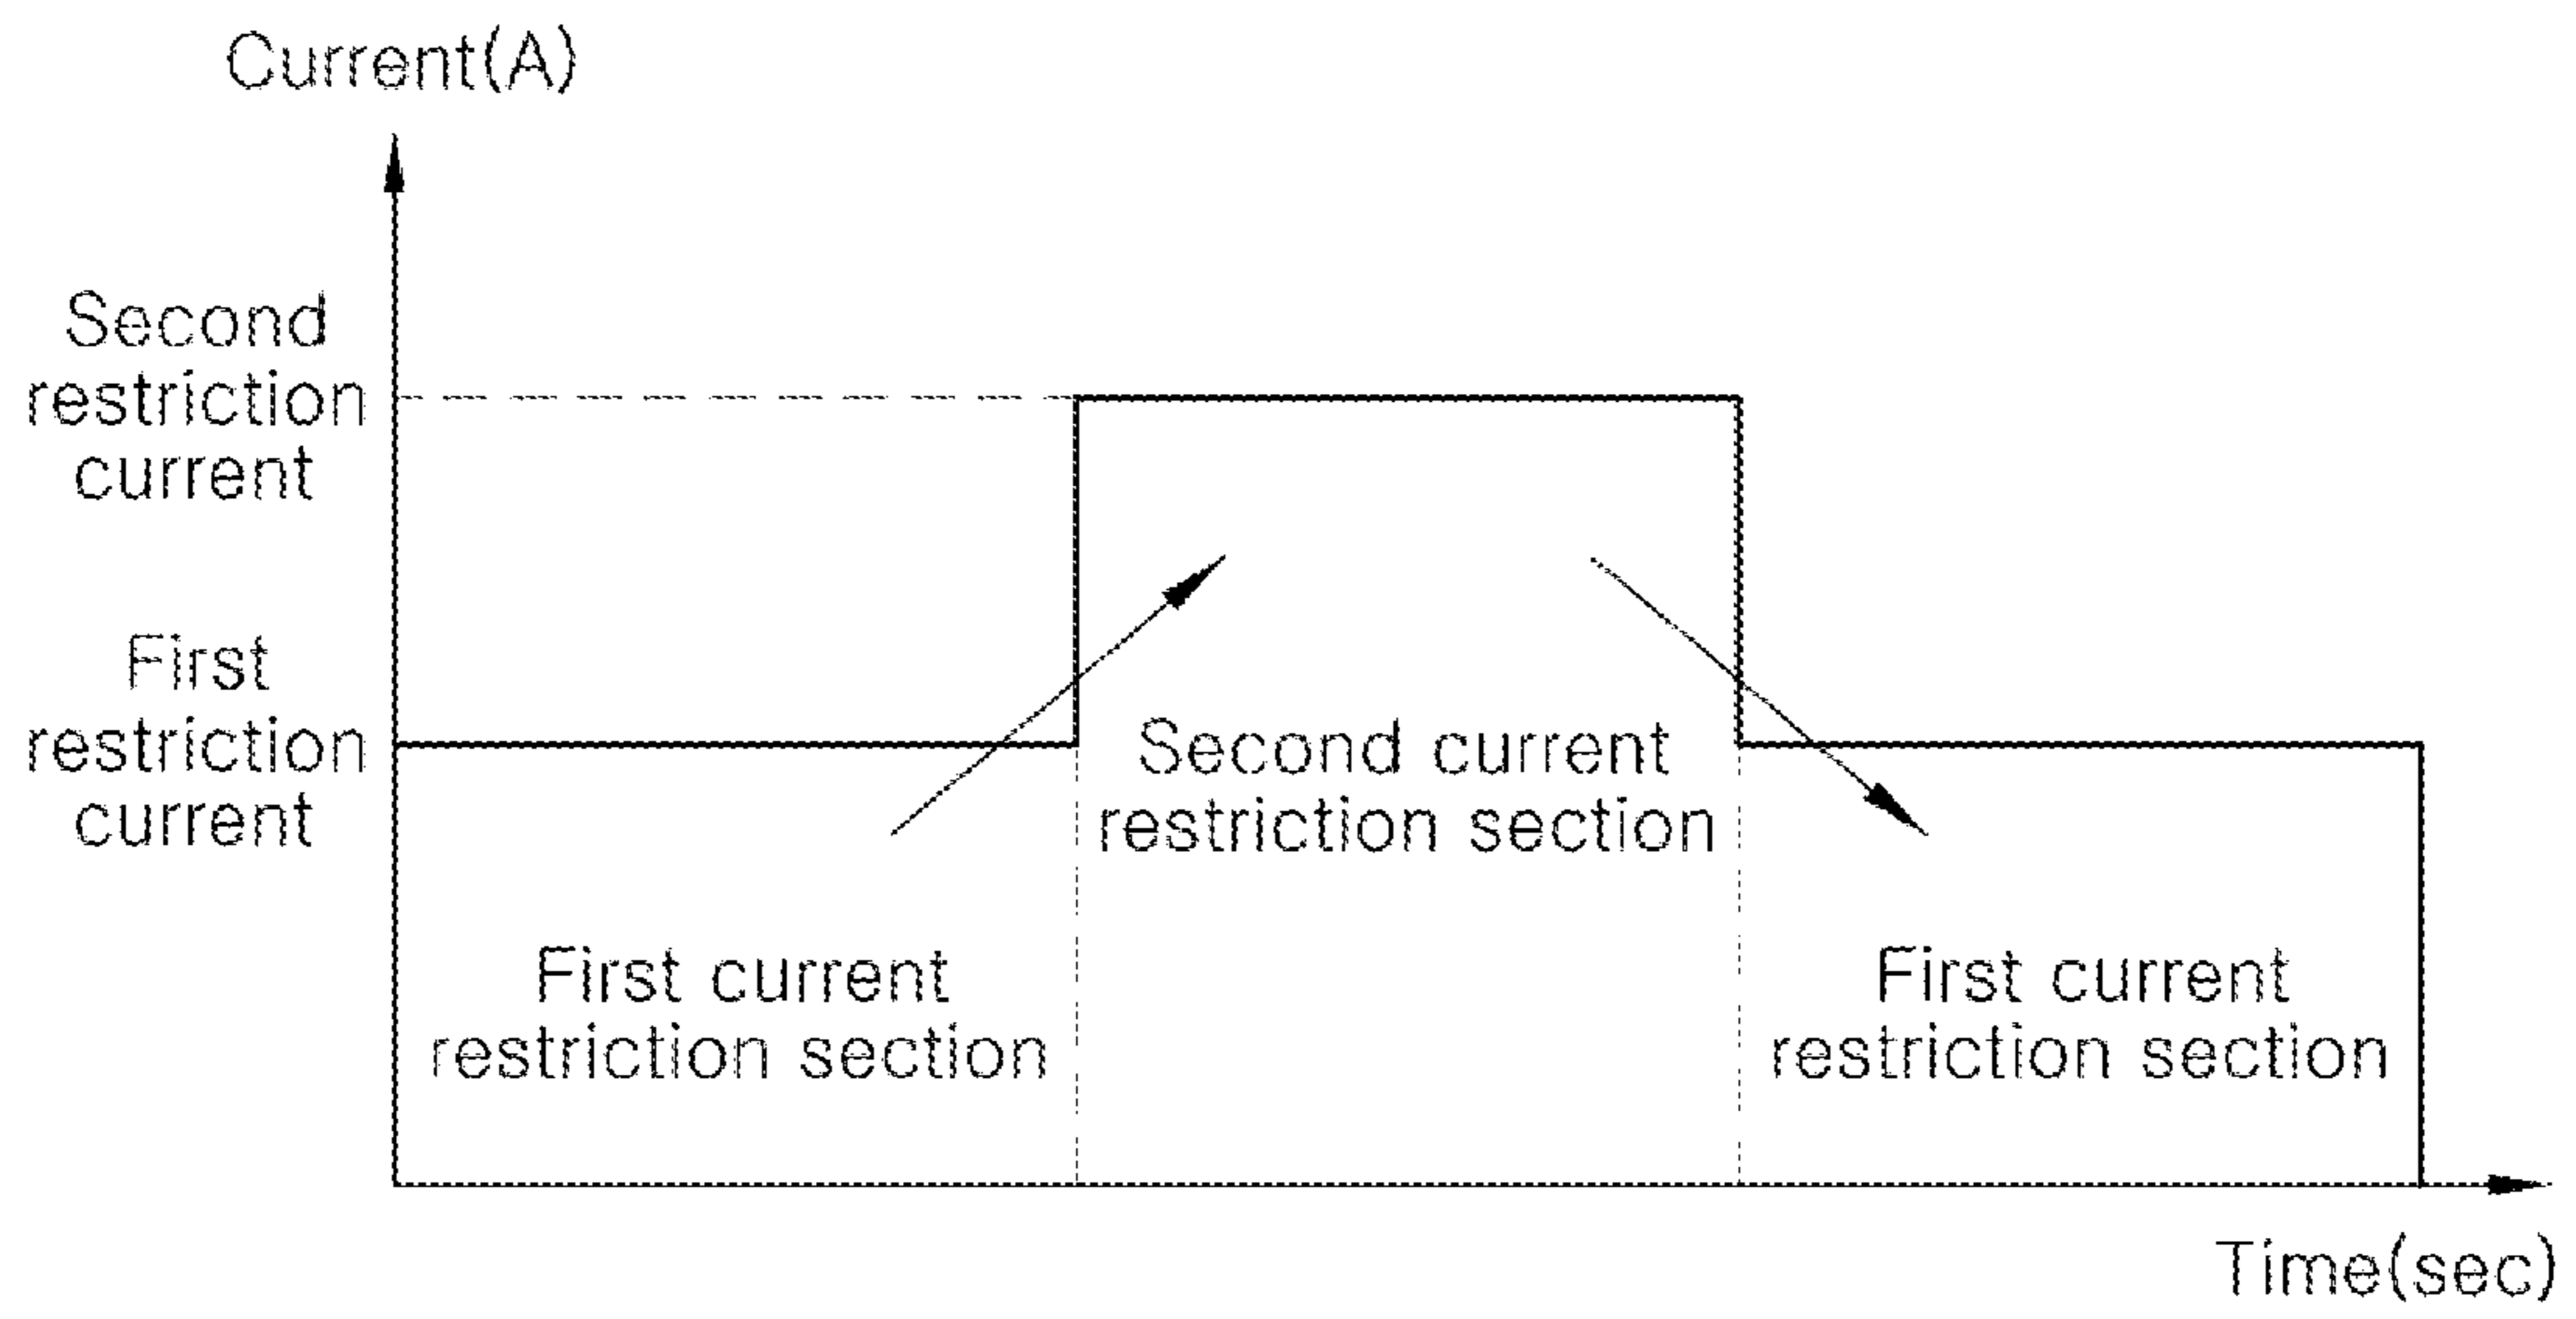 Current(A)
Second
restriction
current
First
restriction
current
Second current
restriction section
First current
restriction section
First current
restriction section
Time(sec)